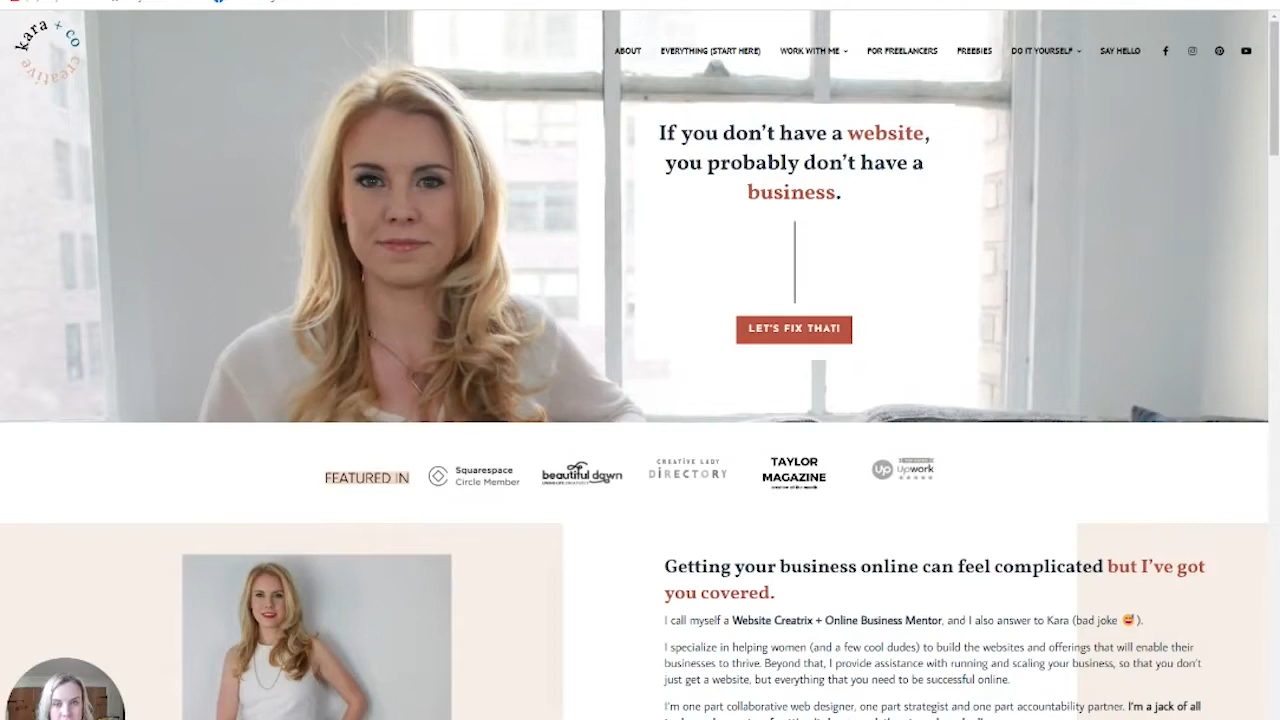 kara + co
creative
ABOUT
EVERYTHING (START HERE)
WORK WITH ME
FOR FREELANCERS
FREEBIES
DO IT YOURSELF
SAY HELLO
If you don't have a website,
you probably don't have a
business.
LET'S FIX THAT!
FEATURED IN
Squarespace
Circle Member
beautiful dawn
CREATIVE LADY
DIRECTORY
TAYLOR
MAGAZINE
creative of the month
Up
upwork
Getting your business online can feel complicated but I've got
you covered.
I call myself a Website Creatrix + Online Business Mentor, and I also answer to Kara (bad joke 😅 ).
I specialize in helping women (and a few cool dudes) to build the websites and offerings that will enable their
businesses to thrive. Beyond that, I provide assistance with running and scaling your business, so that you don't
just get a website, but everything that you need to be successful online.
I'm one part collaborative web designer, one part strategist and one part accountability partner. I'm a jack of all